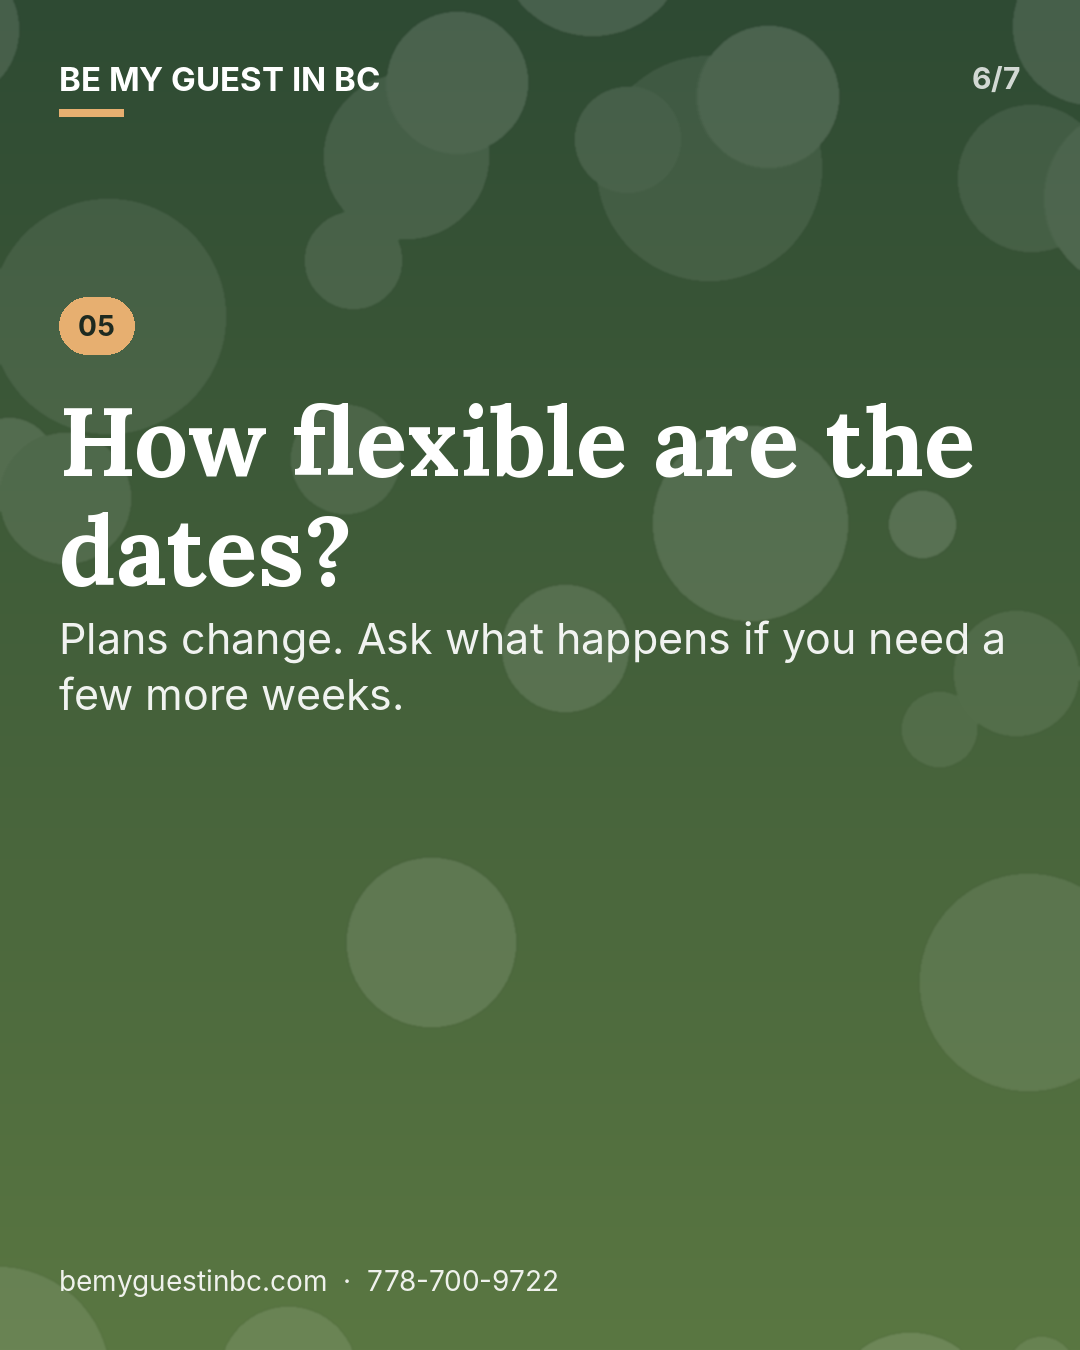 BE MY GUEST IN BC
6/7
05
How flexible are the
dates?
Plans change. Ask what happens if you need a
few more weeks.
bemyguestinbc.com · 778-700-9722